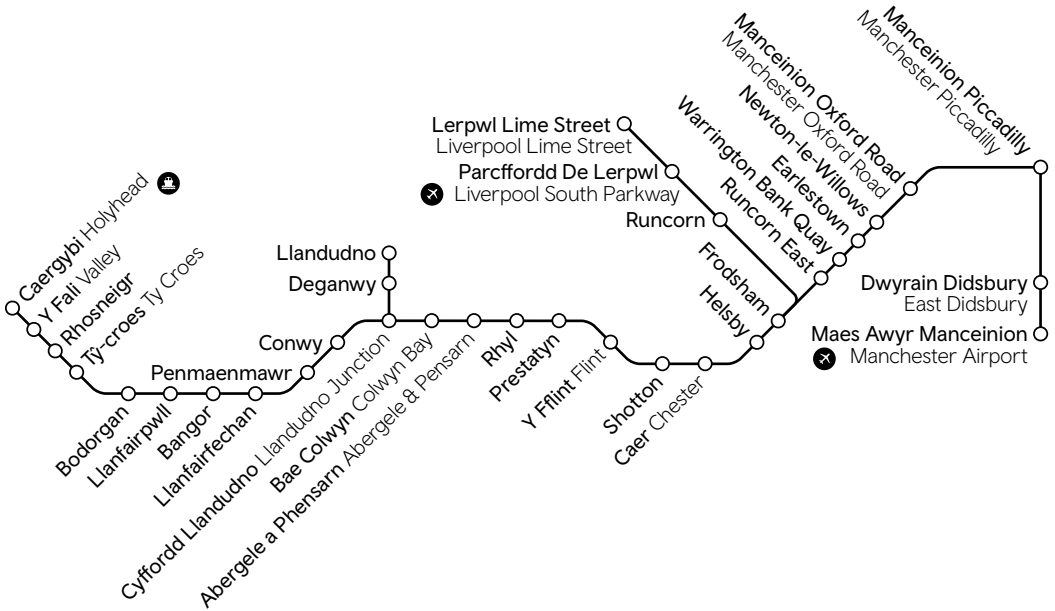 Caergybi Holyhead
Y Fali Valley
Rhosneigr
Tŷ-croes Ty Croes
Bodorgan
Llanfairpwll
Bangor
Llanfairfechan
Penmaenmawr
Conwy
Llandudno
Deganwy
Cyffordd Llandudno Llandudno Junction
Bae Colwyn Colwyn Bay
Abergele a Phensarn Abergele & Pensarn
Rhyl
Prestatyn
Y Fflint Flint
Shotton
Caer Chester
Helsby
Frodsham
Lerpwl Lime Street
Liverpool Lime Street
Parcffordd De Lerpwl
Liverpool South Parkway
Runcorn
Runcorn East
Warrington Bank Quay
Earlestown
Newton-le-Willows
Manceinion Oxford Road
Manchester Oxford Road
Manceinion Piccadilly
Manchester Piccadilly
Dwyrain Didsbury
East Didsbury
Maes Awyr Manceinion
Manchester Airport